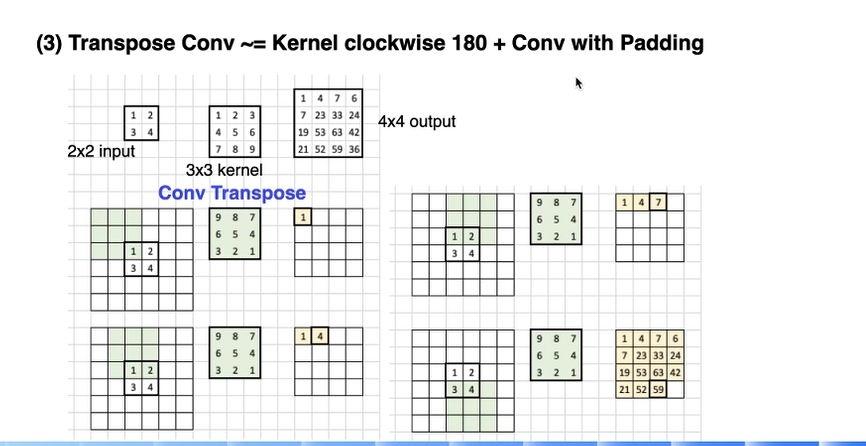 (3) Transpose Conv ~= Kernel clockwise 180 + Conv with Padding
1 2
3 4
2x2 input
1 2 3
4 5 6
7 8 9
3x3 kernel
1 4 7 6
7 23 33 24
19 53 63 42
21 52 59 36
4x4 output
Conv Transpose
1 2
3 4
9 8 7
6 5 4
3 2 1
1
1 2
3 4
9 8 7
6 5 4
3 2 1
1 4 7
1 2
3 4
9 8 7
6 5 4
3 2 1
1 4
1 2
3 4
9 8 7
6 5 4
3 2 1
1 4 7 6
7 23 33 24
19 53 63 42
21 52 59